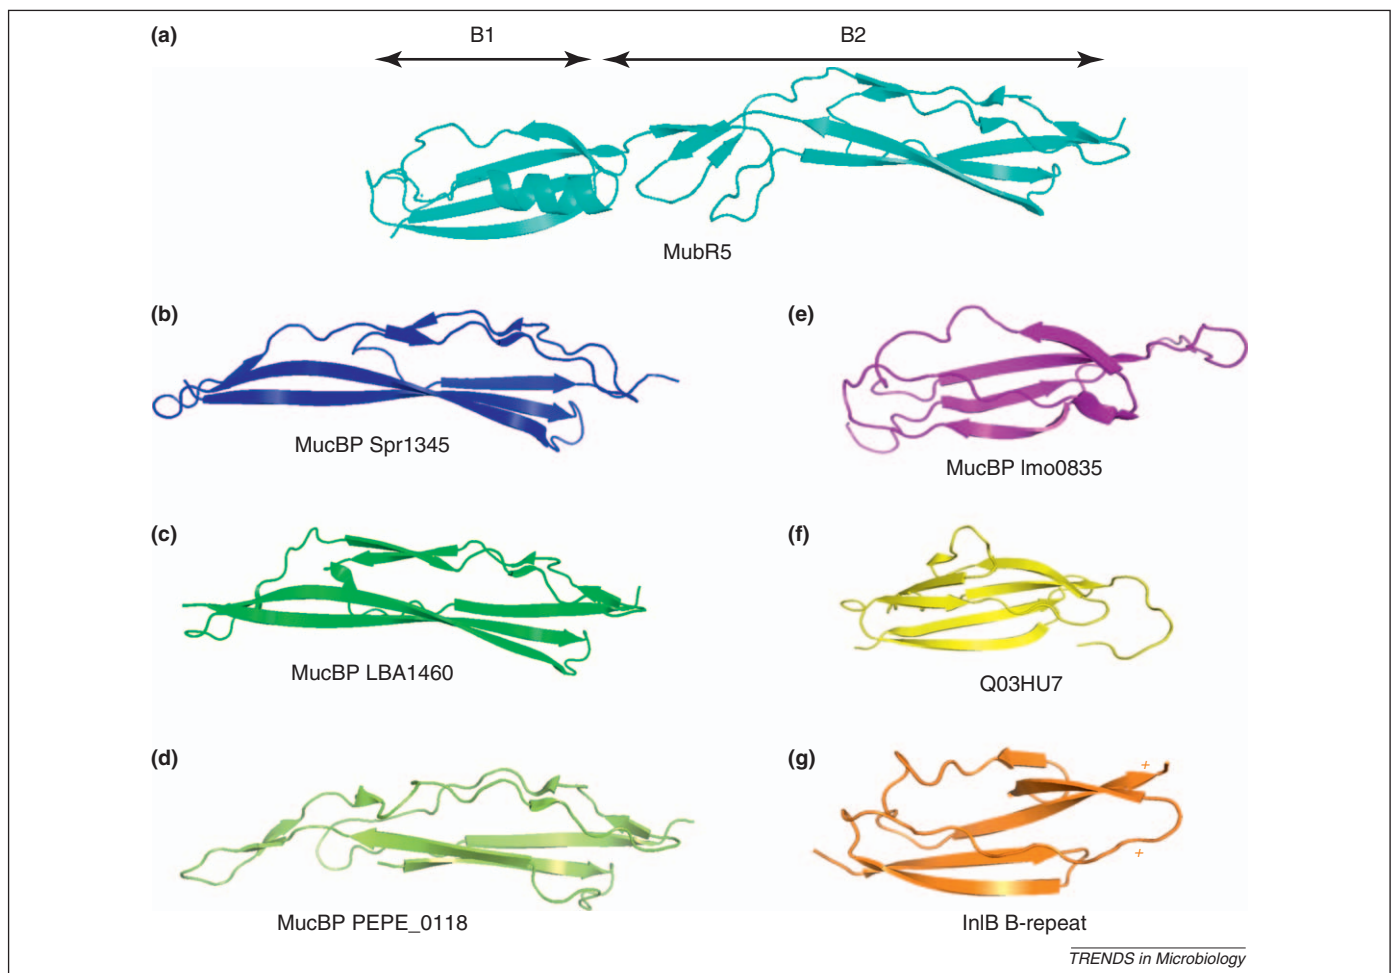 (a)
B1
B2
MubR5
(b)
MucBP Spr1345
(e)
MucBP lmo0835
(c)
MucBP LBA1460
(f)
Q03HU7
(d)
MucBP PEPE_0118
(g)
+
+
InlB B-repeat
TRENDS in Microbiology